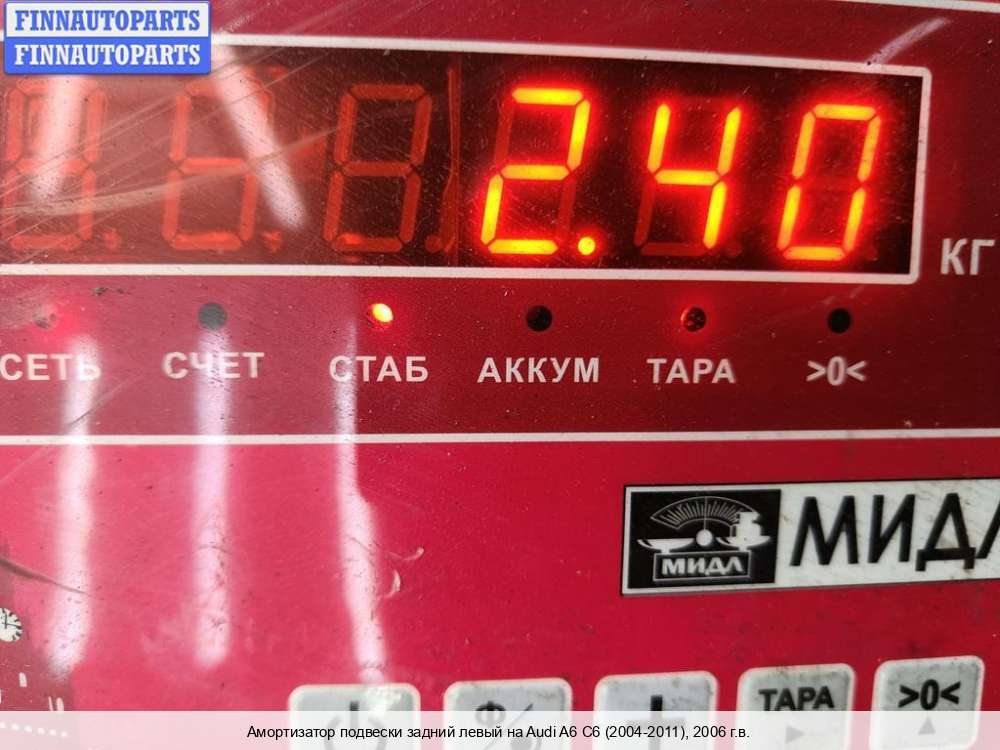 FINNAUTOPARTS
FINNAUTOPARTS
2.40
КГ
СЕТЬ СЧЕТ СТАБ АККУМ ТАРА >0<
МИДЛ МИДЛ
ТАРА >0<
Амортизатор подвески задний левый на Audi A6 C6 (2004-2011), 2006 г.в.